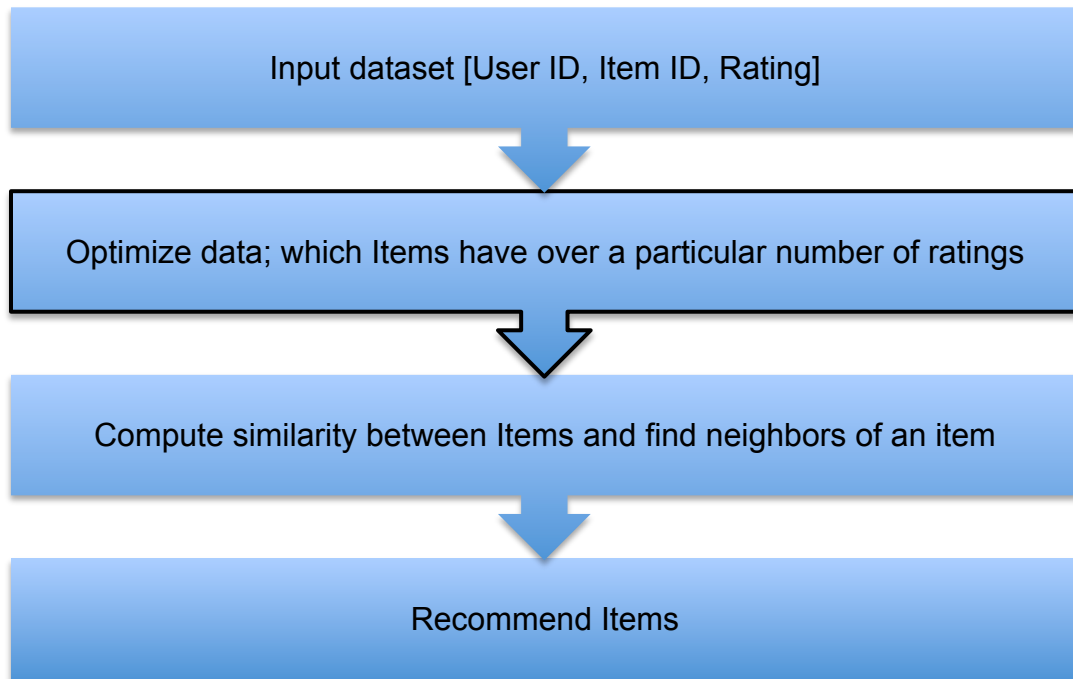 Input dataset [User ID, Item ID, Rating]
Optimize data; which Items have over a particular number of ratings
Compute similarity between Items and find neighbors of an item
Recommend Items